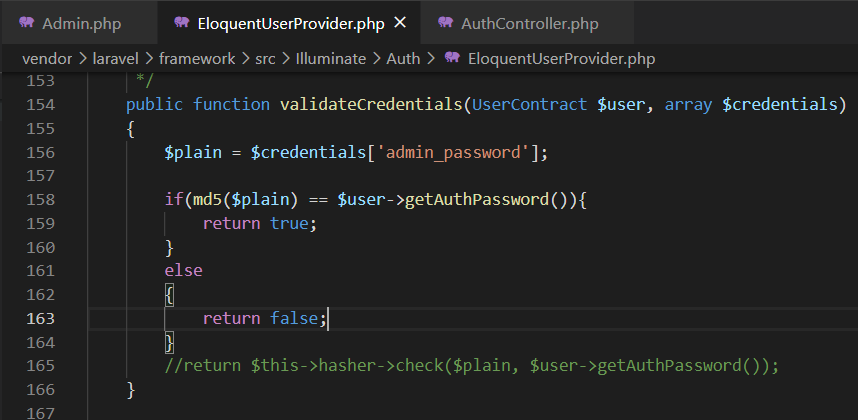 Admin.php EloquentUserProvider.php × AuthController.php
vendor > laravel > framework > src > Illuminate > Auth > EloquentUserProvider.php
153 */
154 public function validateCredentials(UserContract $user, array $credentials)
155 {
156 $plain = $credentials['admin_password'];
157
158 if(md5($plain) == $user->getAuthPassword()){
159 return true;
160 }
161 else
162 {
163 return false;
164 }
165 //return $this->hasher->check($plain, $user->getAuthPassword());
166 }
167